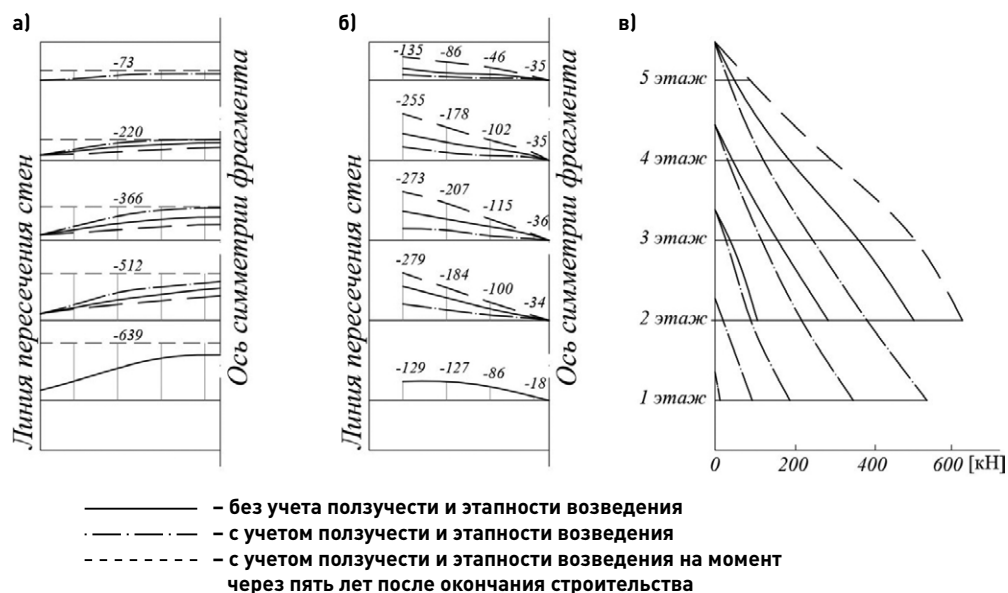 а)
-73
-220
-366
-512
-639
Линия пересечения стен
Ось симметрии фрагмента
б)
-135 -86 -46 -35
-255 -178 -102 -35
-273 -207 -115 -36
-279 -184 -100 -34
-129 -127 -86 -18
Линия пересечения стен
Ось симметрии фрагмента
в)
5 этаж
4 этаж
3 этаж
2 этаж
1 этаж
0 200 400 600 [кН]
– без учета ползучести и этапности возведения
– с учетом ползучести и этапности возведения
– с учетом ползучести и этапности возведения на момент
через пять лет после окончания строительства